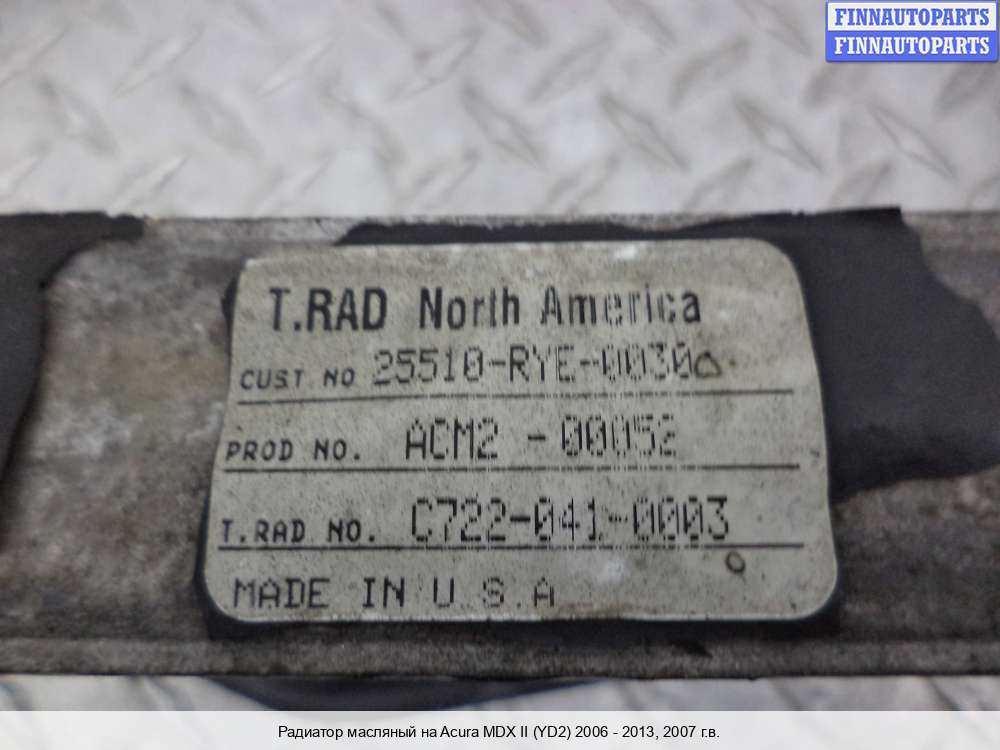 FINNAUTOPARTS
FINNAUTOPARTS
T.RAD North America
CUST NO 25510-RYE-0030
PROD NO. ACM2 -00052
T.RAD NO. C722-041-0003
MADE IN U.S.A
Радиатор масляный на Acura MDX II (YD2) 2006 - 2013, 2007 г.в.